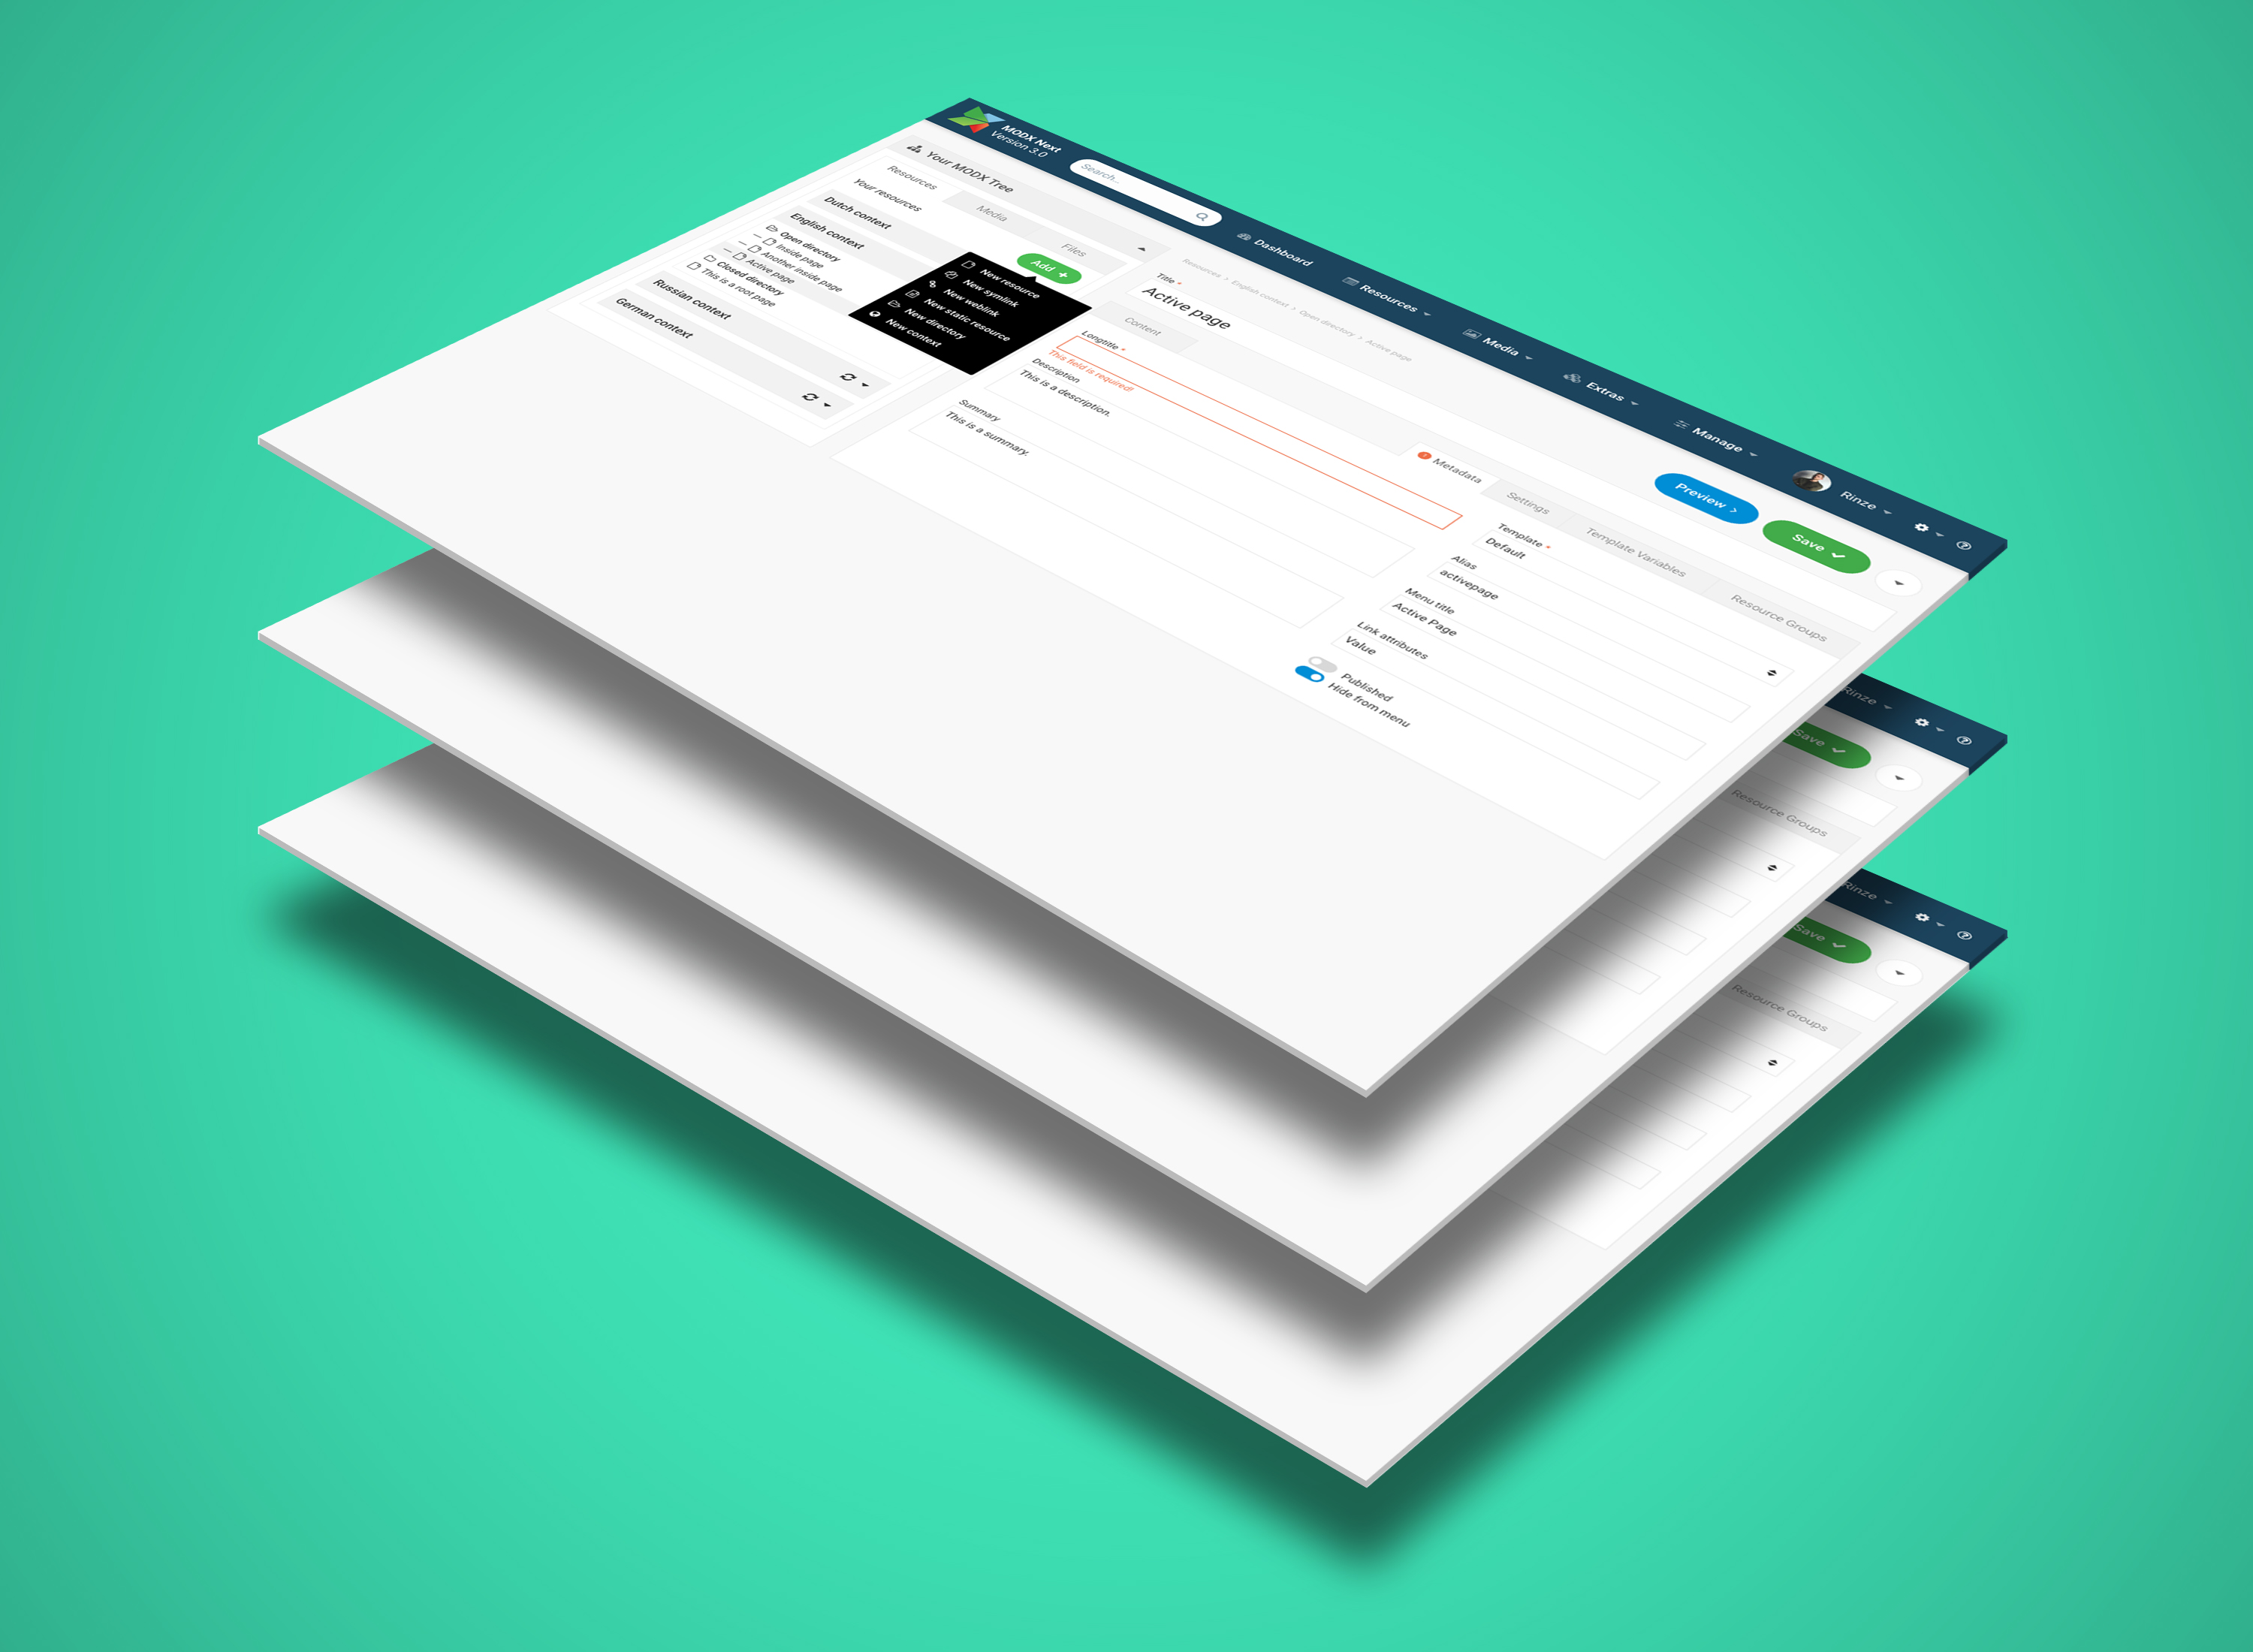 MODX Next
Version 3.0
Search...
Dashboard
Resources
Media
Extras
Manage
Rinze
Your MODX Tree
Resources
Media
Files
Your resources
Add +
Dutch context
English context
Open directory
Inside page
Another inside page
Active page
Closed directory
This is a root page
Russian context
German context
New resource
New symlink
New weblink
New static resource
New directory
New context
Resources > English context > Open directory > Active page
Title *
Active page
Preview >
Save
Content
Metadata
Settings
Template Variables
Resource Groups
Longtitle *
This field is required!
Description
This is a description.
Summary
This is a summary.
Template *
Default
Alias
activepage
Menu title
Active Page
Link attributes
Value
Published
Hide from menu
Rinze
Save
Resource Groups
Rinze
Save
Resource Groups